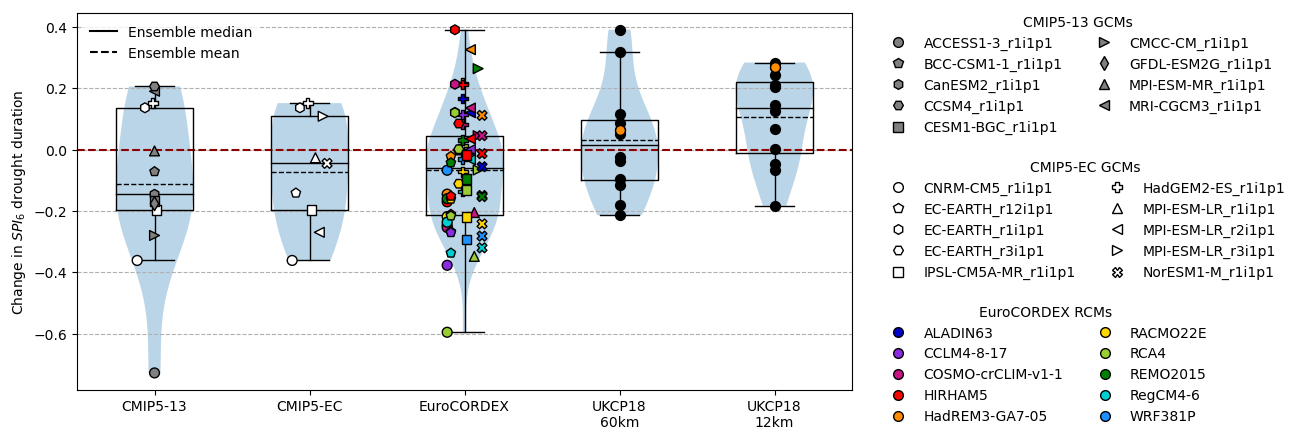 Change in SPI6 drought duration
0.4
0.2
0.0
−0.2
−0.4
−0.6
Ensemble median
Ensemble mean
CMIP5-13
CMIP5-EC
EuroCORDEX
UKCP18
60km
UKCP18
12km
CMIP5-13 GCMs
ACCESS1-3_r1i1p1
BCC-CSM1-1_r1i1p1
CanESM2_r1i1p1
CCSM4_r1i1p1
CESM1-BGC_r1i1p1
CMCC-CM_r1i1p1
GFDL-ESM2G_r1i1p1
MPI-ESM-MR_r1i1p1
MRI-CGCM3_r1i1p1
CMIP5-EC GCMs
CNRM-CM5_r1i1p1
EC-EARTH_r12i1p1
EC-EARTH_r1i1p1
EC-EARTH_r3i1p1
IPSL-CM5A-MR_r1i1p1
HadGEM2-ES_r1i1p1
MPI-ESM-LR_r1i1p1
MPI-ESM-LR_r2i1p1
MPI-ESM-LR_r3i1p1
NorESM1-M_r1i1p1
EuroCORDEX RCMs
ALADIN63
CCLM4-8-17
COSMO-crCLIM-v1-1
HIRHAM5
HadREM3-GA7-05
RACMO22E
RCA4
REMO2015
RegCM4-6
WRF381P